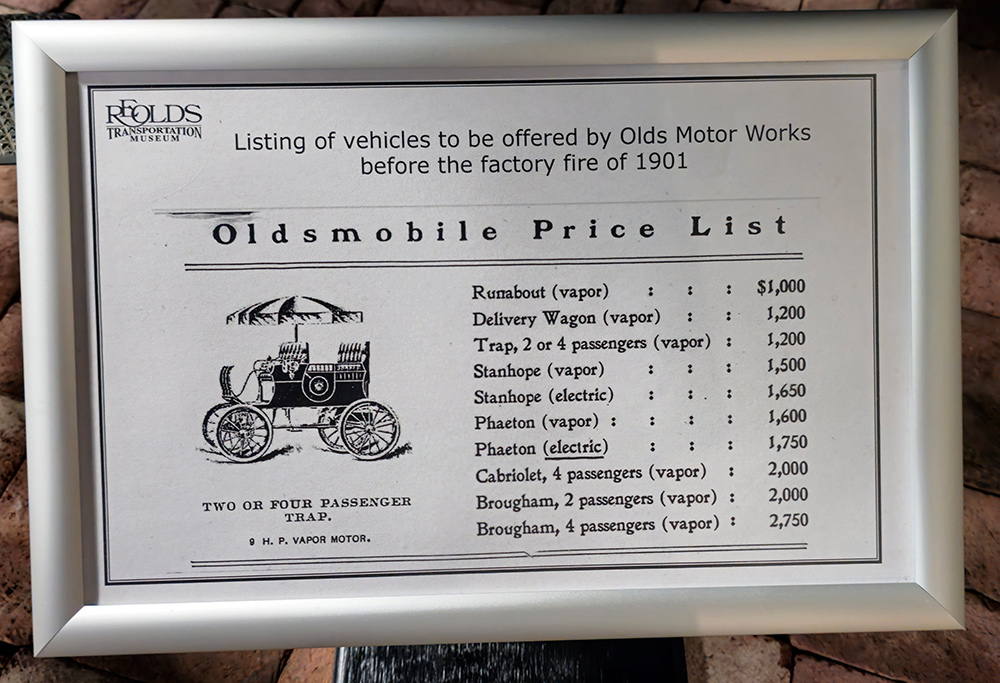 REOLDS
TRANSPORTATION
MUSEUM
Listing of vehicles to be offered by Olds Motor Works
before the factory fire of 1901
Oldsmobile Price List
Runabout (vapor) : : : $1,000
Delivery Wagon (vapor) : : 1,200
Trap, 2 or 4 passengers (vapor) : 1,200
Stanhope (vapor) : : : 1,500
Stanhope (electric) : : : 1,650
Phaeton (vapor) : : : : 1,600
Phaeton (electric) : : : 1,750
Cabriolet, 4 passengers (vapor) : 2,000
Brougham, 2 passengers (vapor) : 2,000
Brougham, 4 passengers (vapor) : 2,750
TWO OR FOUR PASSENGER
TRAP.
9 H. P. VAPOR MOTOR.